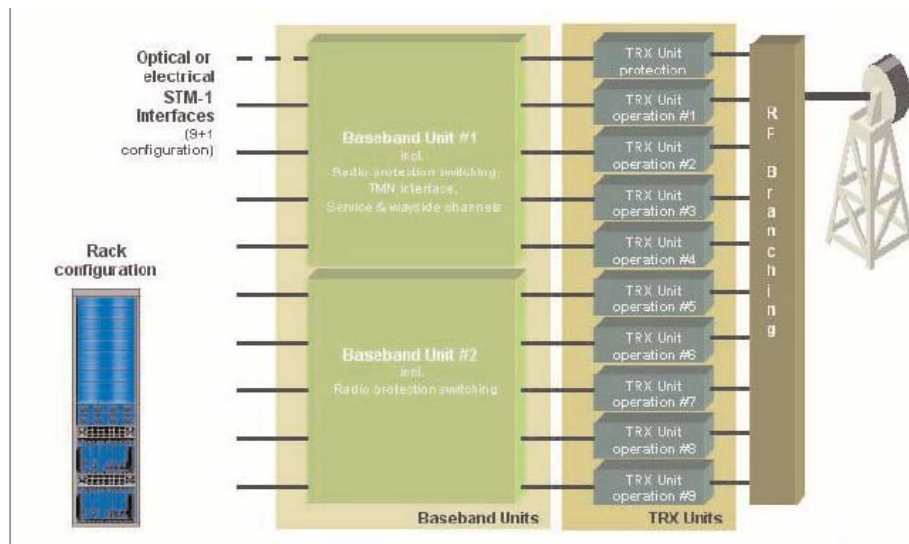 Optical or
electrical
STM-1
Interfaces
(9+1
configuration)
Rack
configuration
Baseband Unit #1
incl.
Radio protection switching,
TMN interface,
Service & wayside channels
Baseband Unit #2
incl.
Radio protection switching
Baseband Units
TRX Unit
protection
TRX Unit
operation #1
TRX Unit
operation #2
TRX Unit
operation #3
TRX Unit
operation #4
TRX Unit
operation #5
TRX Unit
operation #6
TRX Unit
operation #7
TRX Unit
operation #8
TRX Unit
operation #9
TRX Units
RF Branching